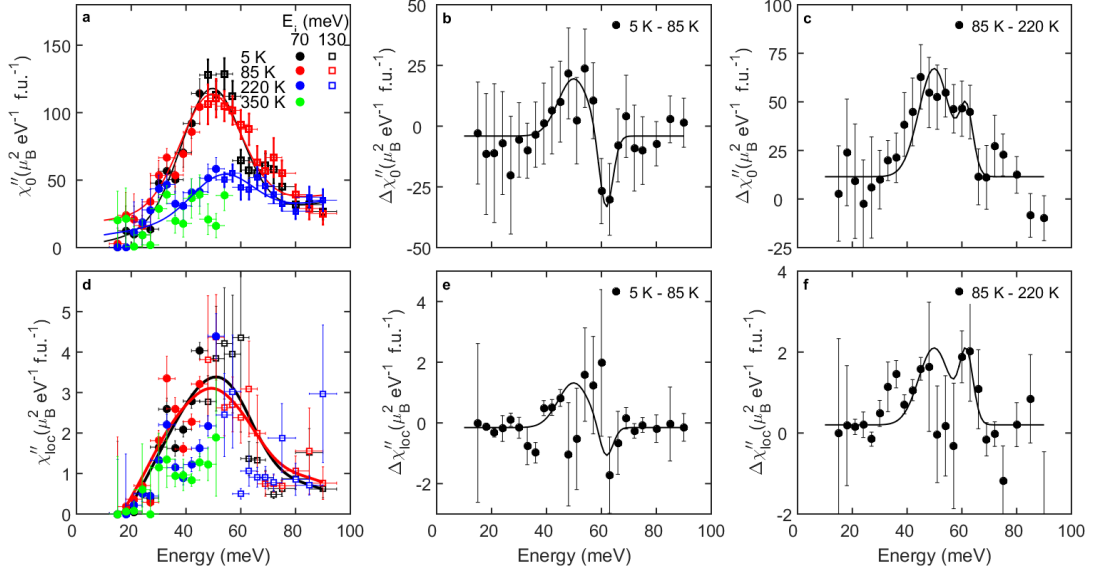 a
E_i (meV)
70 130
5 K
85 K
220 K
350 K
χ″_0(μ_B^2 eV^-1 f.u.^-1)
150
100
50
0
b
5 K - 85 K
Δχ″_0(μ_B^2 eV^-1 f.u.^-1)
50
25
0
-25
-50
c
85 K - 220 K
Δχ″_0(μ_B^2 eV^-1 f.u.^-1)
100
75
50
25
0
-25
d
χ″_loc(μ_B^2 eV^-1 f.u.^-1)
5
4
3
2
1
0
0 20 40 60 80 100
Energy (meV)
e
5 K - 85 K
Δχ″_loc(μ_B^2 eV^-1 f.u.^-1)
4
2
0
-2
0 20 40 60 80 100
Energy (meV)
f
85 K - 220 K
Δχ″_loc(μ_B^2 eV^-1 f.u.^-1)
4
2
0
-2
0 20 40 60 80 100
Energy (meV)